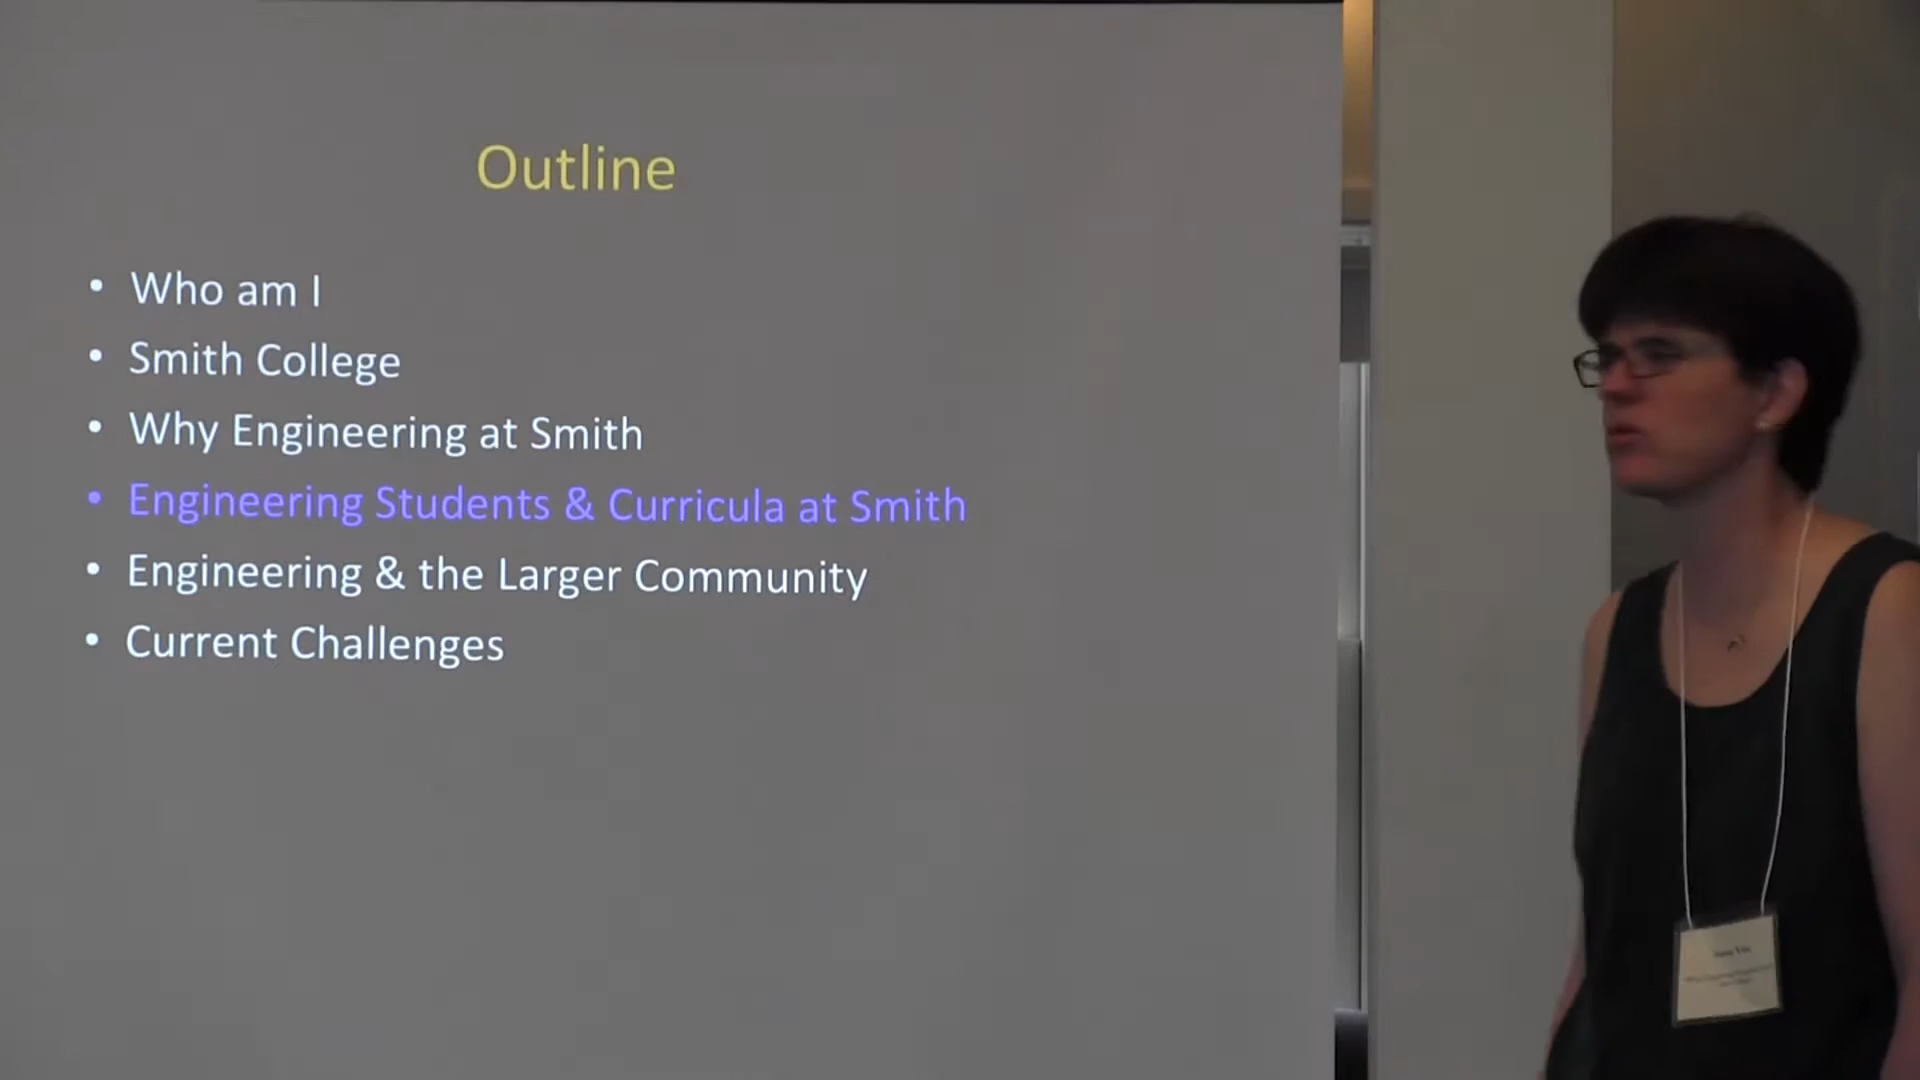 Outline
• Who am I
• Smith College
• Why Engineering at Smith
• Engineering Students & Curricula at Smith
• Engineering & the Larger Community
• Current Challenges